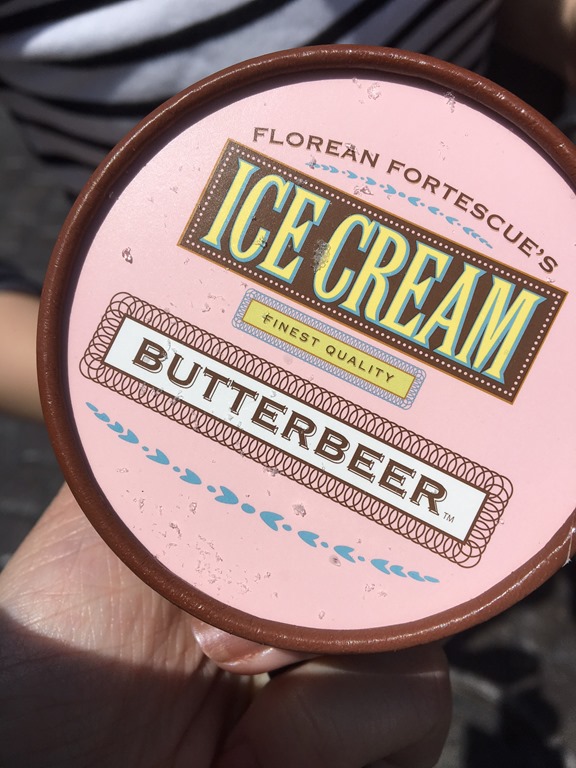 FLOREAN FORTESCUE'S
ICE CREAM
FINEST QUALITY
BUTTERBEER™